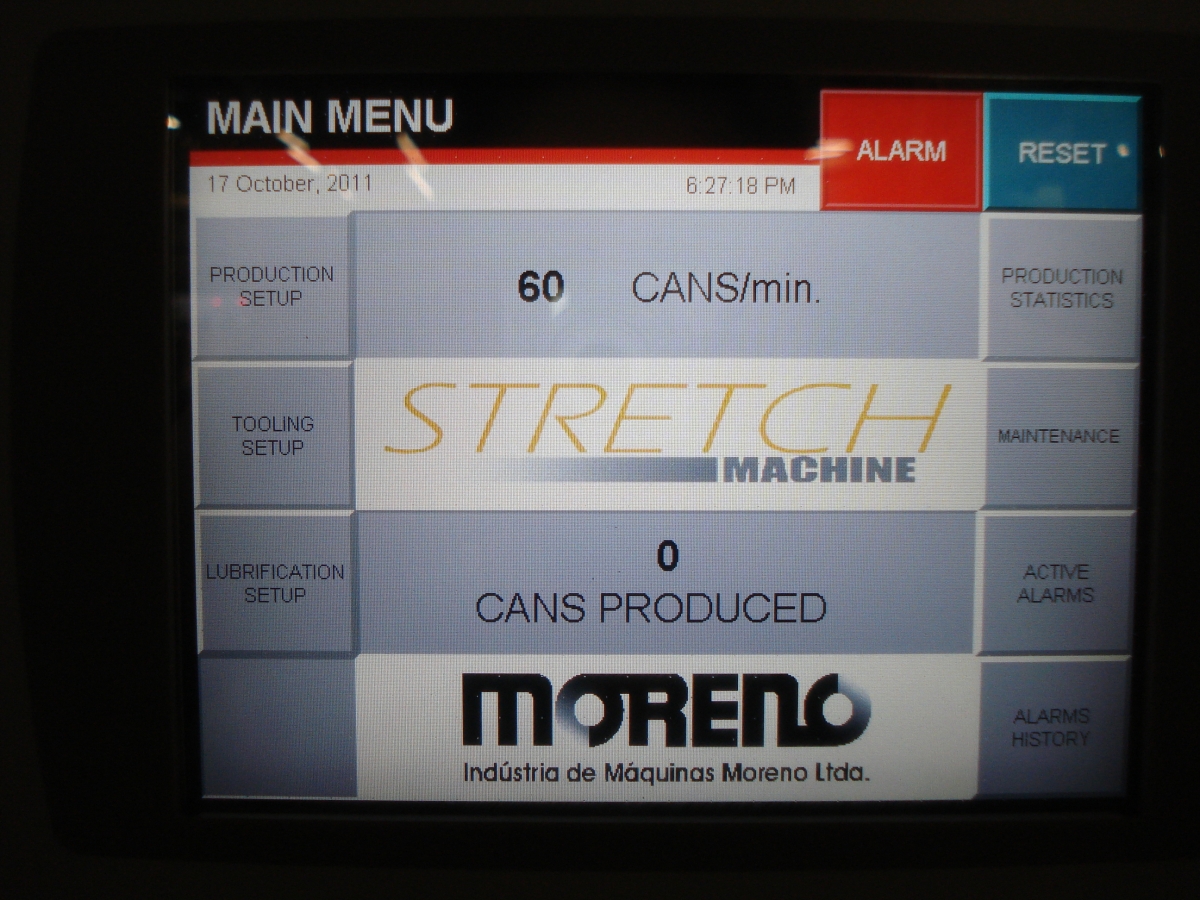 MAIN MENU
ALARM
RESET
17 October, 2011
6:27:18 PM
PRODUCTION
SETUP
60 CANS/min.
PRODUCTION
STATISTICS
TOOLING
SETUP
STRETCH
MACHINE
MAINTENANCE
LUBRIFICATION
SETUP
0
CANS PRODUCED
ACTIVE
ALARMS
MORENO
Indústria de Máquinas Moreno Ltda.
ALARMS
HISTORY